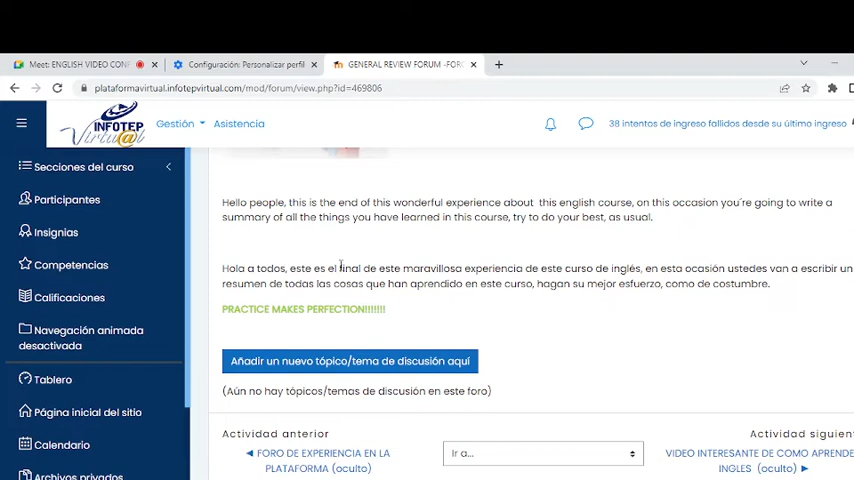 Meet: ENGLISH VIDEO CONF
Configuración: Personalizar perfil
GENERAL REVIEW FORUM -FORO
plataformavirtual.infotepvirtual.com/mod/forum/view.php?id=469806
INFOTEP
Virtu@l
Gestión
Asistencia
38 intentos de ingreso fallidos desde su último ingreso
Secciones del curso
Participantes
Insignias
Competencias
Calificaciones
Navegación animada
desactivada
Tablero
Página inicial del sitio
Calendario
Archivos privados
Hello people, this is the end of this wonderful experience about this english course, on this occasion you´re going to write a
summary of all the things you have learned in this course, try to do your best, as usual.
Hola a todos, este es el final de este maravillosa experiencia de este curso de inglés, en esta ocasión ustedes van a escribir un
resumen de todas las cosas que han aprendido en este curso, hagan su mejor esfuerzo, como de costumbre.
PRACTICE MAKES PERFECTION!!!!!!!
Añadir un nuevo tópico/tema de discusión aquí
(Aún no hay tópicos/temas de discusión en este foro)
Actividad anterior
◄ FORO DE EXPERIENCIA EN LA
PLATAFORMA (oculto)
Ir a...
Actividad siguien
VIDEO INTERESANTE DE COMO APRENDE
INGLES (oculto) ►